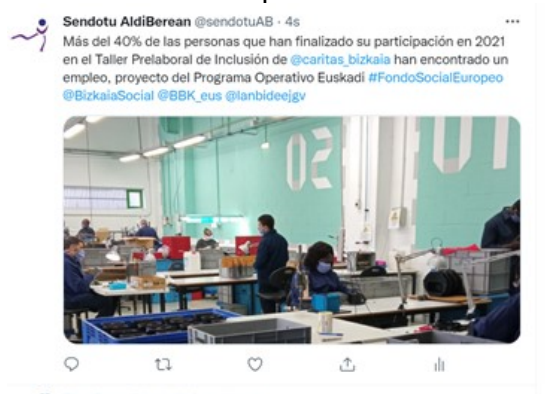 Sendotu AldiBerean @sendotuAB · 4s
Más del 40% de las personas que han finalizado su participación en 2021
en el Taller Prelaboral de Inclusión de @caritas_bizkaia han encontrado un
empleo, proyecto del Programa Operativo Euskadi #FondoSocialEuropeo
@BizkaiaSocial @BBK_eus @lanbideejgv
02
01